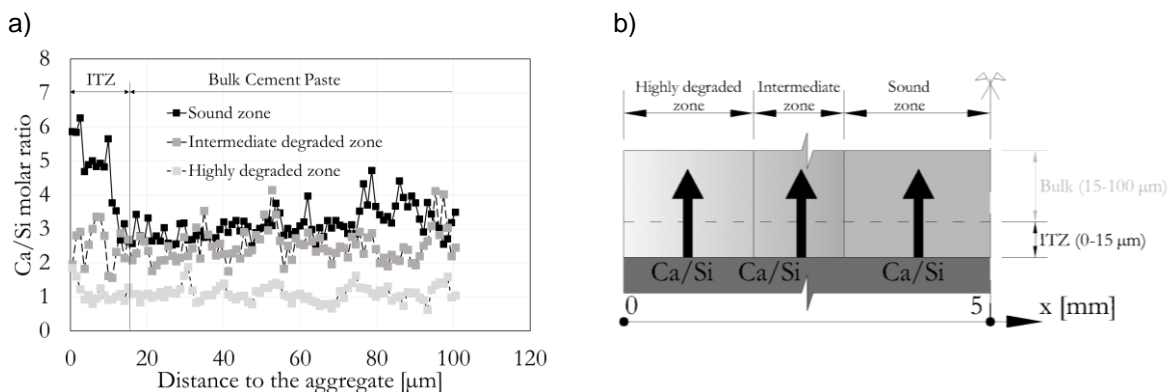 a)
8
7
6
5
4
3
2
1
0
Ca/Si molar ratio
ITZ
Bulk Cement Paste
Sound zone
Intermediate degraded zone
Highly degraded zone
0 20 40 60 80 100 120
Distance to the aggregate [μm]
b)
Highly degraded
zone
Intermediate
zone
Sound
zone
Bulk (15-100 μm)
ITZ (0-15 μm)
Ca/Si Ca/Si Ca/Si
0 5 x [mm]